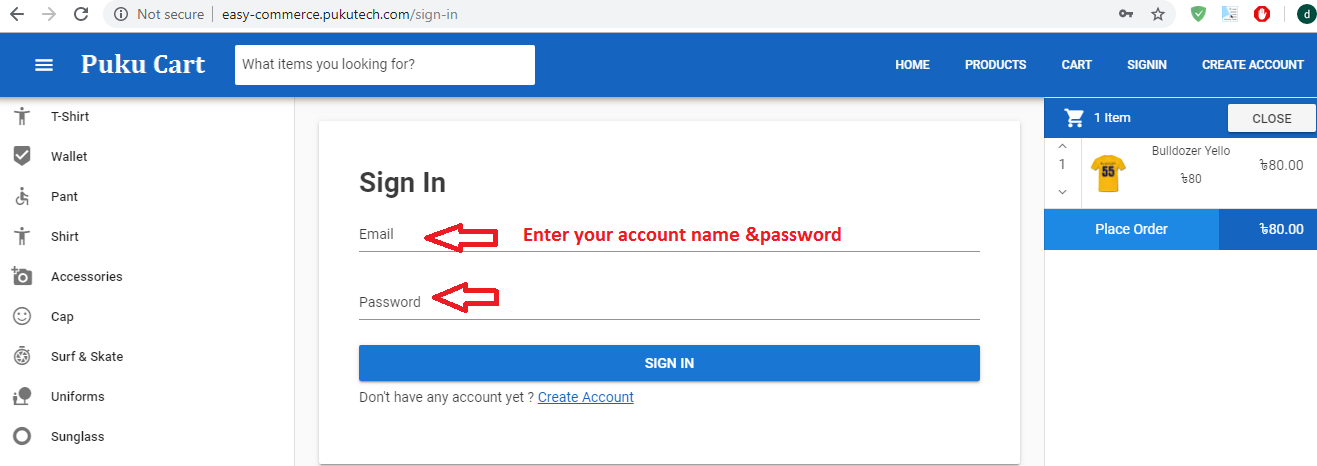 Not secure | easy-commerce.pukutech.com/sign-in
d
Puku Cart
What items you looking for?
HOME PRODUCTS CART SIGNIN CREATE ACCOUNT
T-Shirt
Wallet
Pant
Shirt
Accessories
Cap
Surf & Skate
Uniforms
Sunglass
Sign In
Email
Enter your account name &password
Password
SIGN IN
Don't have any account yet ? Create Account
1 Item CLOSE
1
55
Bulldozer Yello
৳80
৳80.00
Place Order ৳80.00